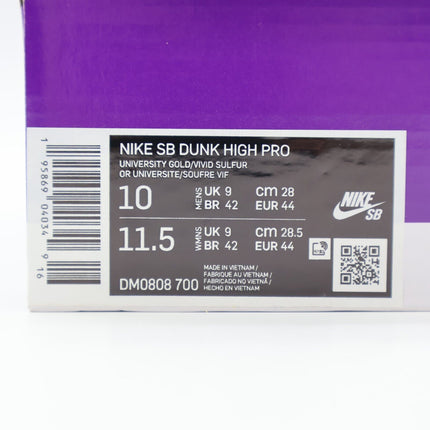 NIKE SB DUNK HIGH PRO
UNIVERSITY GOLD/VIVID SULFUR
OR UNIVERSITE/SOUFRE VIF
10 MENS UK 9 cm 28
BR 42 EUR 44
11.5 WMNS UK 9 cm 28.5
BR 42 EUR 44
NIKE SB
MADE IN VIETNAM /
FABRIQUE AU VIETNAM /
FABRICADO NO VIETNÃ /
HECHO EN VIETNAM
DM0808 700
1 95869 04034 9 16